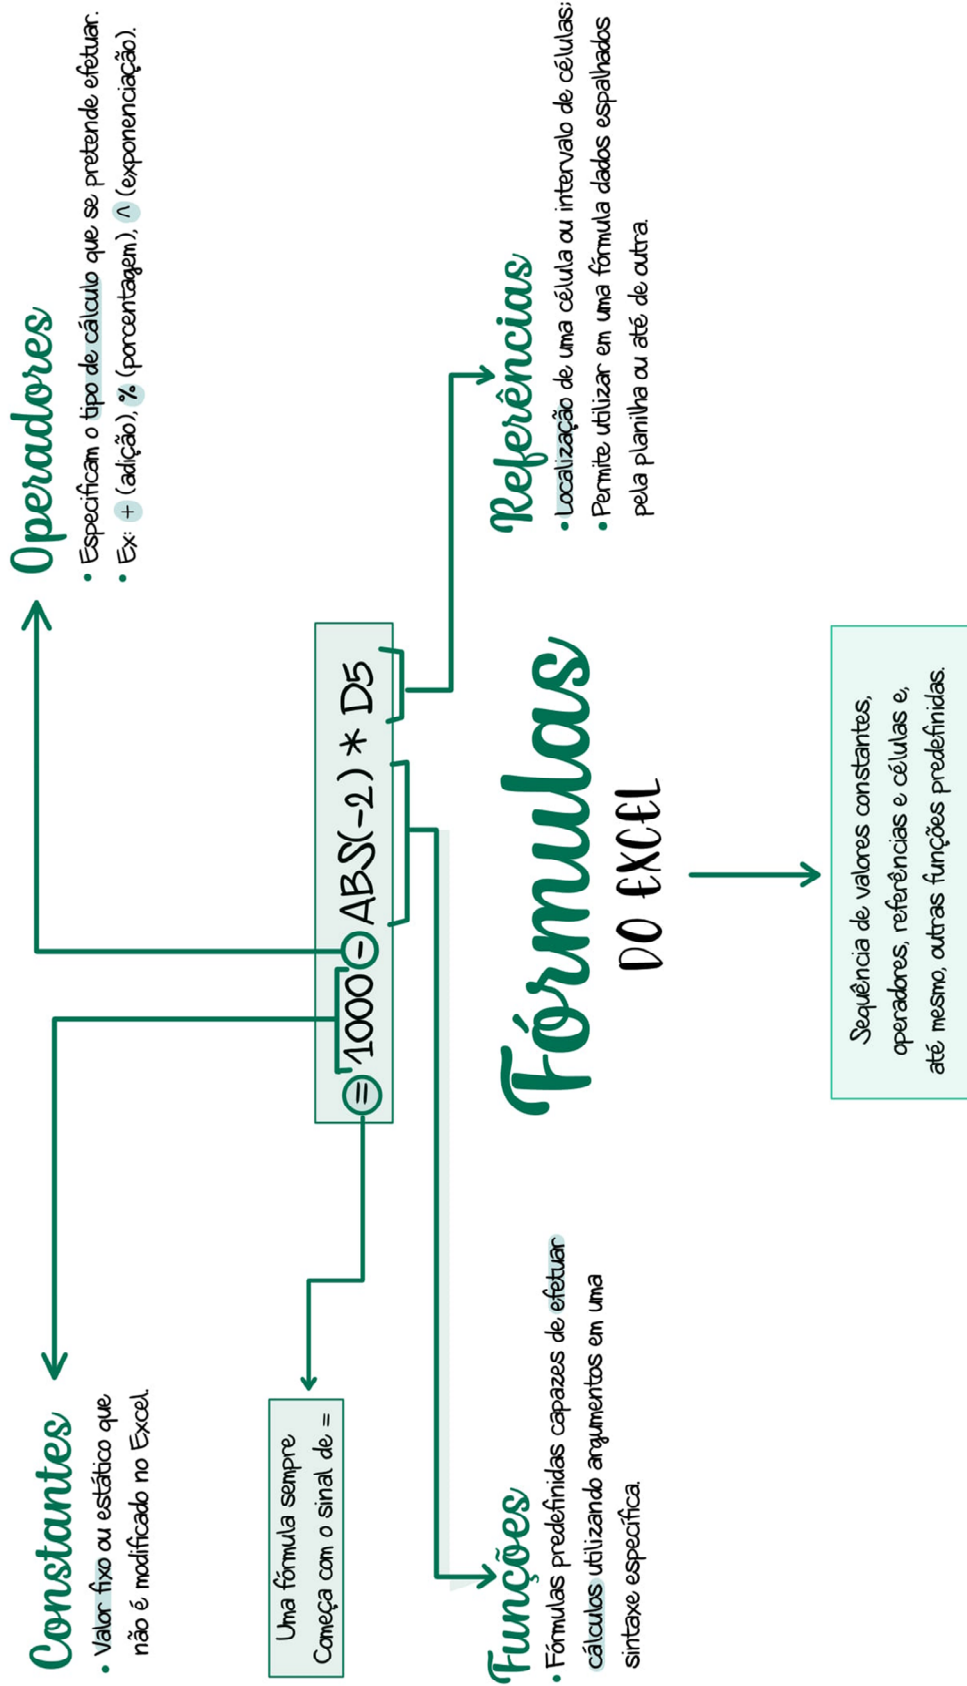 Constantes
• Valor fixo ou estático que
não é modificado no Excel
Operadores
• Especificam o tipo de cálculo que se pretende efetuar.
• Ex: + (adição), % (porcentagem), ^ (exponenciação).
Uma fórmula sempre
Começa com o sinal de =
= 1000 - ABS(-2) * D5
Funções
• Fórmulas predefinidas capazes de efetuar
cálculos utilizando argumentos em uma
sintaxe específica.
Fórmulas
DO EXCEL
Referências
• Localização de uma célula ou intervalo de células;
• Permite utilizar em uma fórmula dados espalhados
pela planilha ou até de outra.
Sequência de valores constantes,
operadores, referências e células e,
até mesmo, outras funções predefinidas.